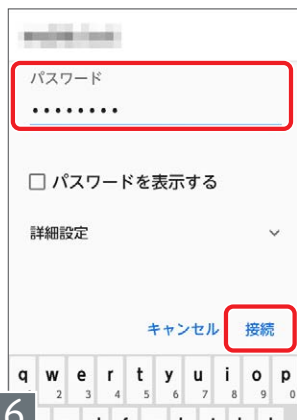 パスワード
••••••••
パスワードを表示する
詳細設定
キャンセル 接続
q w e r t y u i o p
2 3 4 5 6 7 8 9 0
6